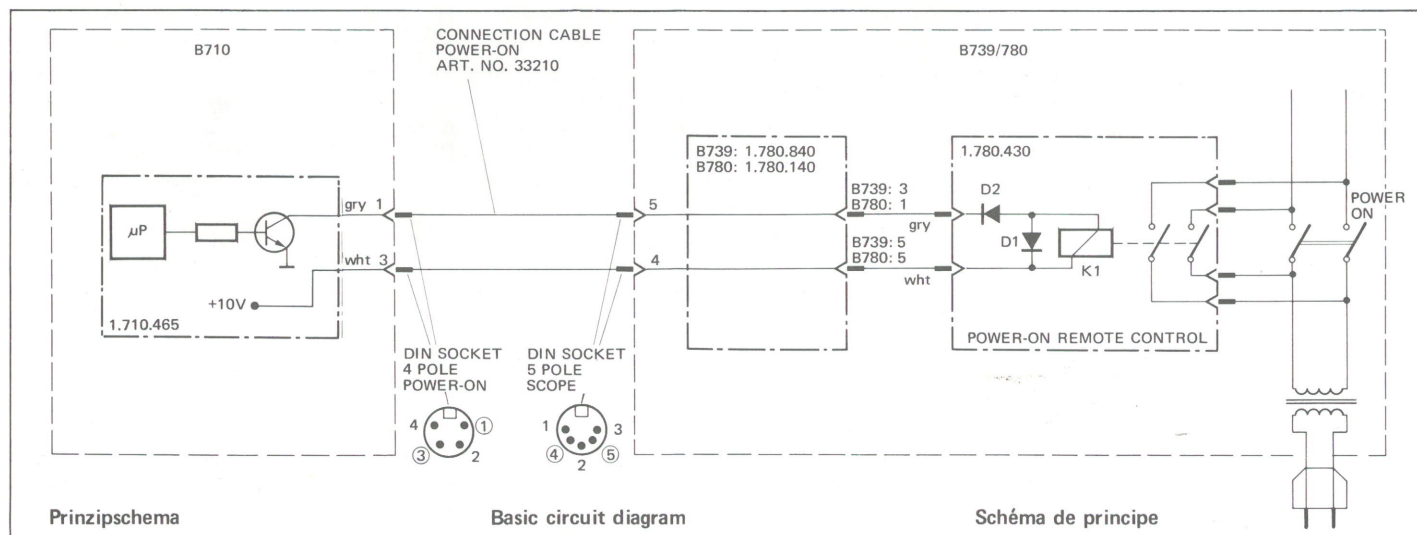 B710
CONNECTION CABLE
POWER-ON
ART. NO. 33210
B739/780
µP
+10V
1.710.465
gry 1
wht 3
5
4
B739: 1.780.840
B780: 1.780.140
B739: 3
B780: 1
gry
B739: 5
B780: 5
wht
1.780.430
D2
D1
K1
POWER-ON REMOTE CONTROL
POWER
ON
DIN SOCKET
4 POLE
POWER-ON
4 1
3 2
DIN SOCKET
5 POLE
SCOPE
1 3
4 5
2
Prinzipschema
Basic circuit diagram
Schéma de principe